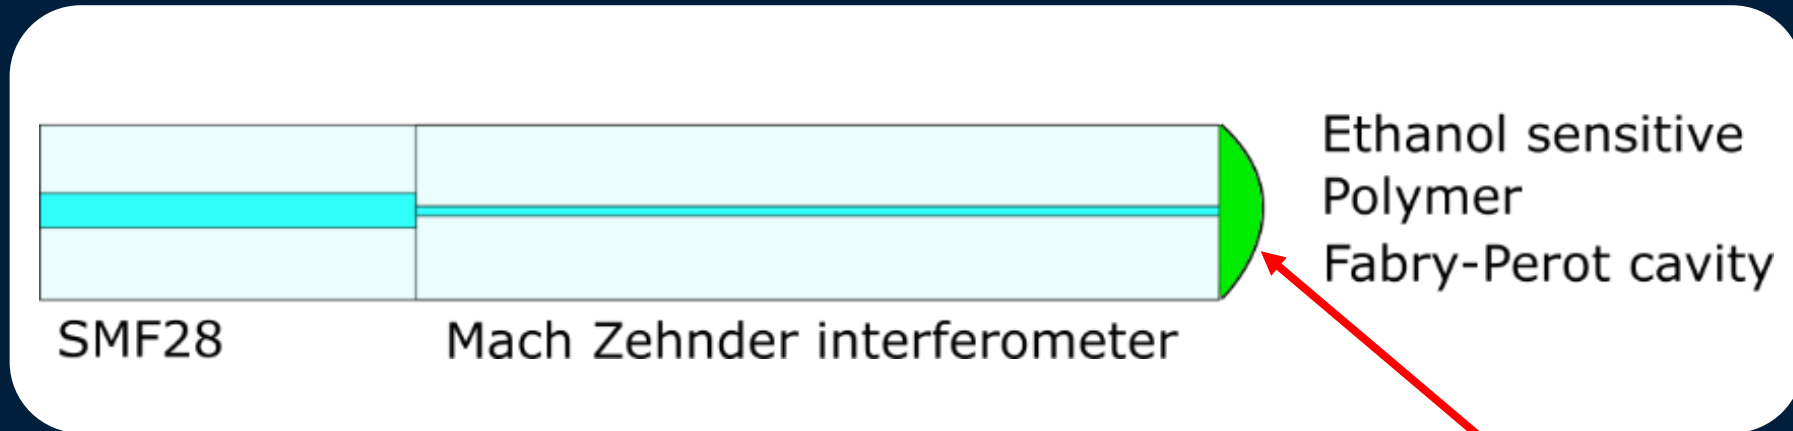 Ethanol sensitive
Polymer
Fabry-Perot cavity
SMF28
Mach Zehnder interferometer